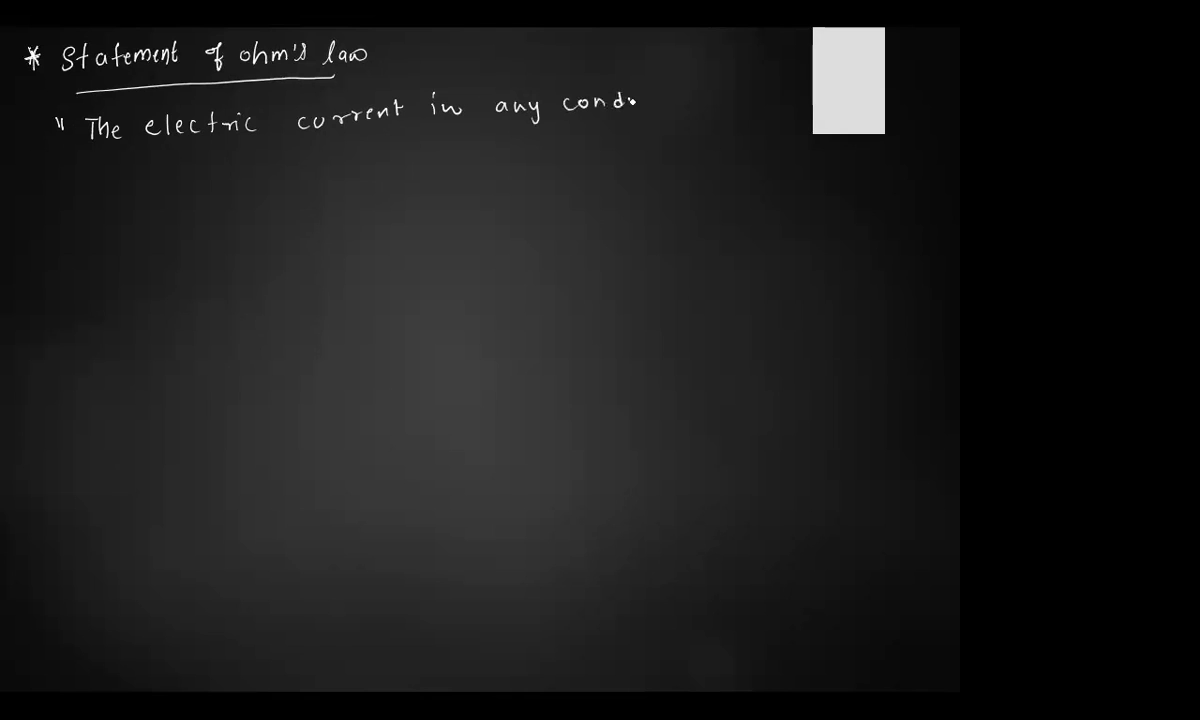 * Statement of ohm's law
" The electric current in any cond